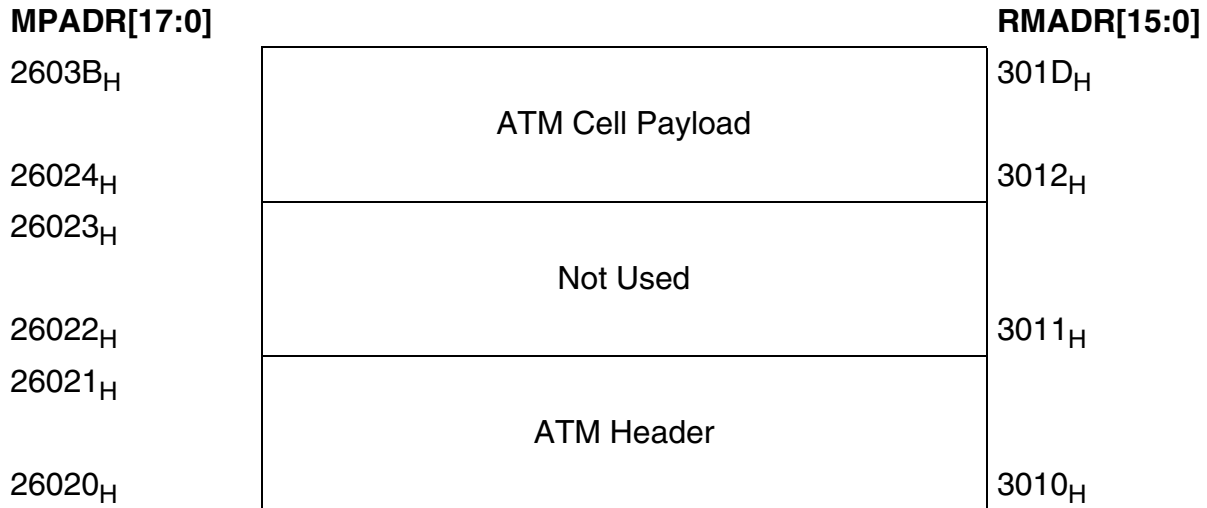 MPADR[17:0] RMADR[15:0]
2603BH 301DH
ATM Cell Payload
26024H 3012H
26023H
Not Used
26022H 3011H
26021H
ATM Header
26020H 3010H